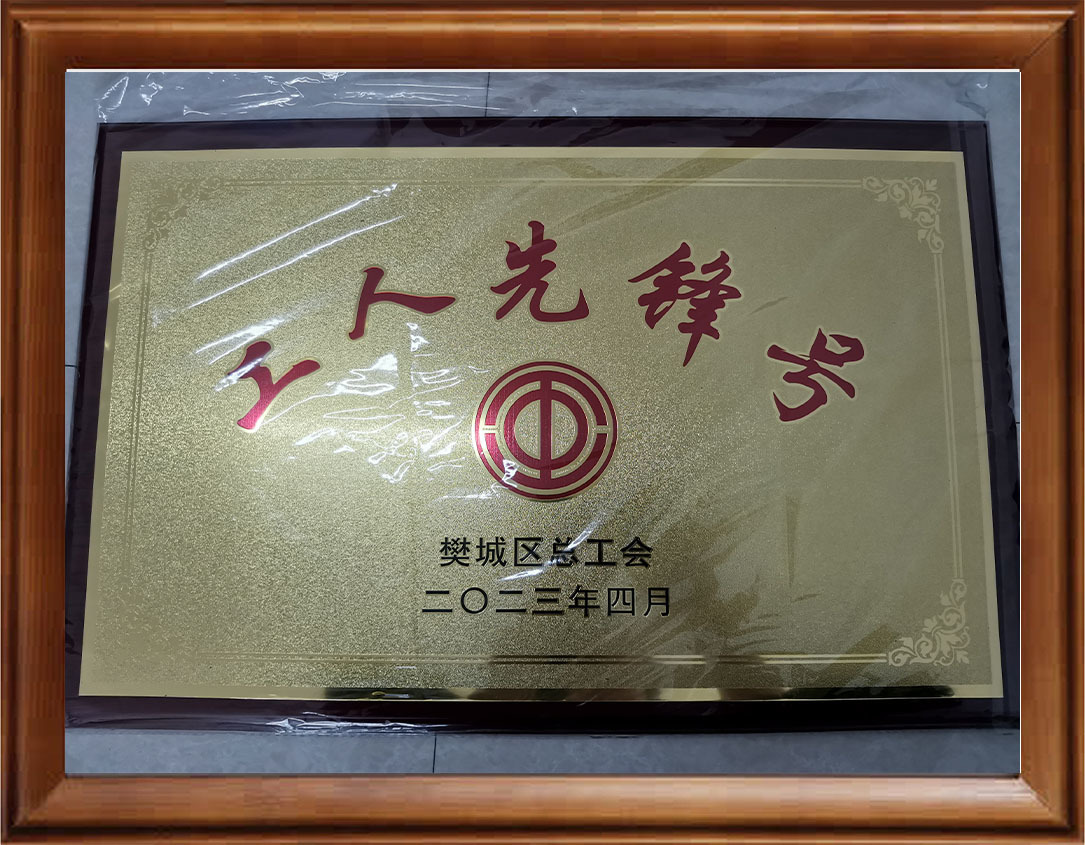 工人先锋号
樊城区总工会
二〇二三年四月